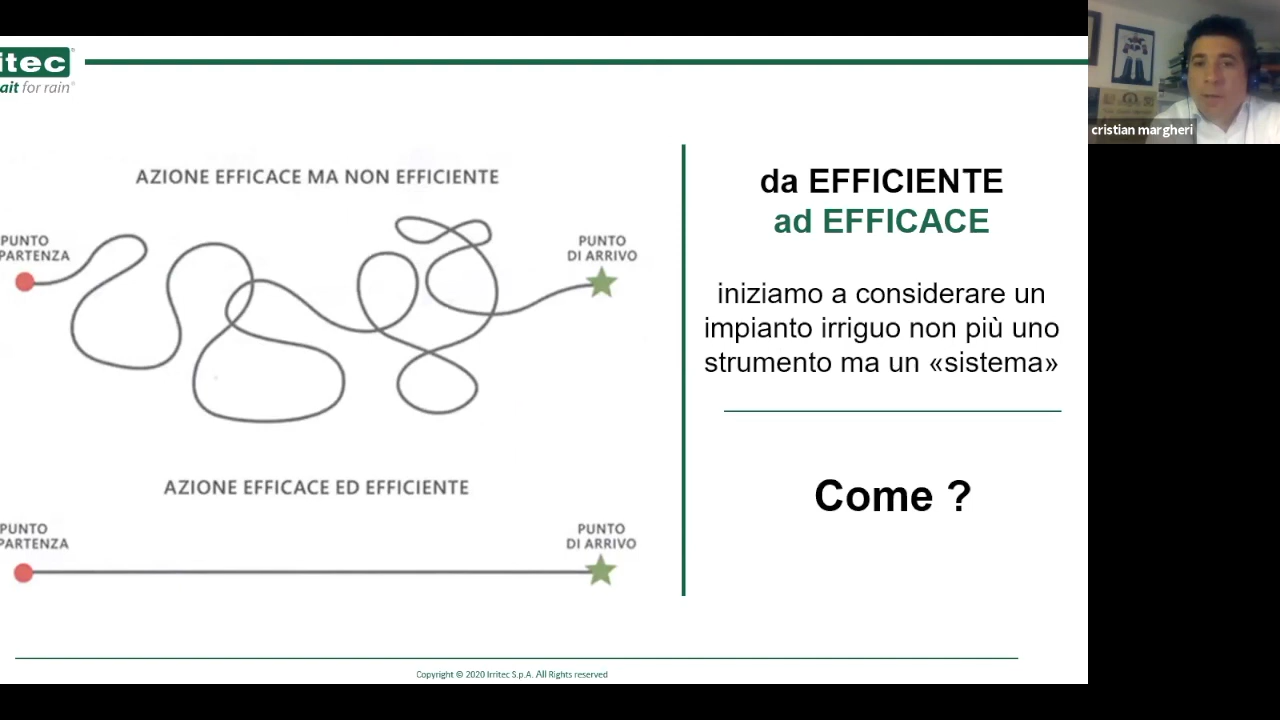 itec
ait for rain
AZIONE EFFICACE MA NON EFFICIENTE
PUNTO
PARTENZA
PUNTO
DI ARRIVO
AZIONE EFFICACE ED EFFICIENTE
PUNTO
PARTENZA
PUNTO
DI ARRIVO
da EFFICIENTE
ad EFFICACE
iniziamo a considerare un
impianto irriguo non più uno
strumento ma un «sistema»
Come ?
Copyright © 2020 Irritec S.p.A. All Rights reserved
cristian margheri